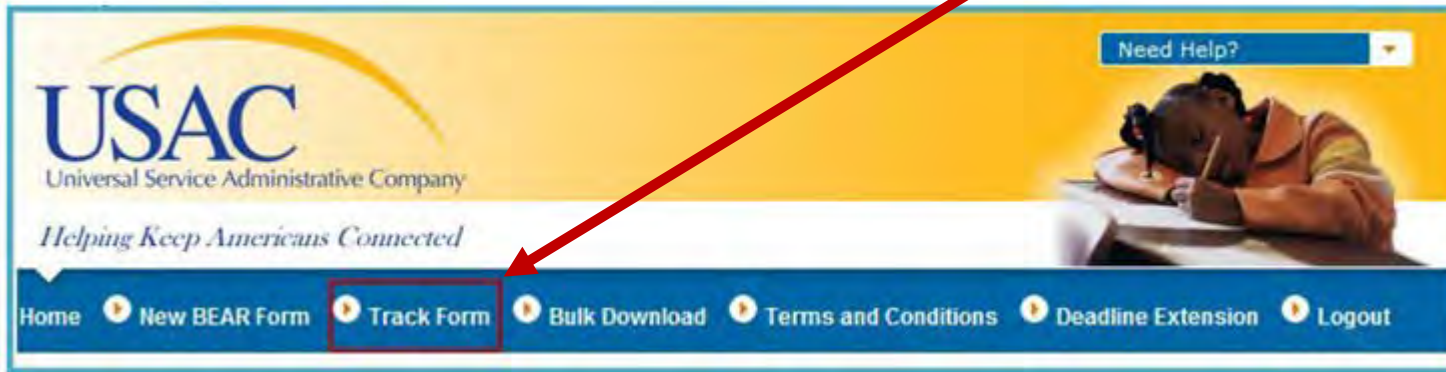 Need Help?
USAC
Universal Service Administrative Company
Helping Keep Americans Connected
Home New BEAR Form Track Form Bulk Download Terms and Conditions Deadline Extension Logout